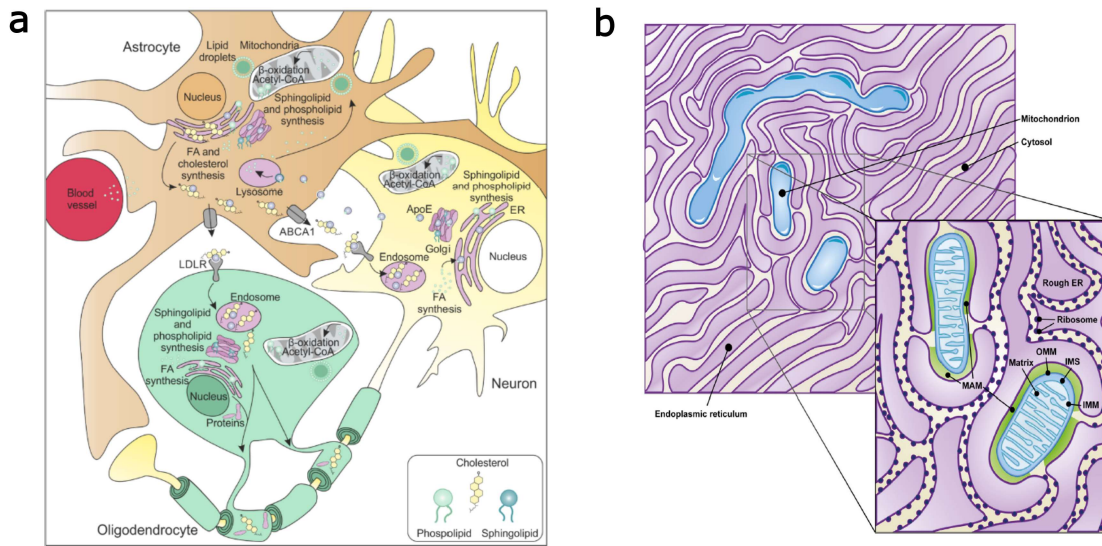 a
Astrocyte
Lipid
droplets
Mitochondria
β-oxidation
Acetyl-CoA
Nucleus
Sphingolipid
and phospholipid
synthesis
FA and
cholesterol
synthesis
Lysosome
Blood
vessel
ABCA1
LDLR
β-oxidation
Acetyl-CoA
Sphingolipid
and phospholipid
synthesis
ApoE
ER
Golgi
Nucleus
Endosome
FA
synthesis
Neuron
Endosome
Sphingolipid
and
phospholipid
synthesis
β-oxidation
Acetyl-CoA
FA
synthesis
Nucleus
Proteins
Oligodendrocyte
Cholesterol
Phospolipid
Sphingolipid
b
Mitochondrion
Cytosol
Endoplasmic reticulum
Rough ER
Ribosome
OMM
IMS
Matrix
MAM
IMM